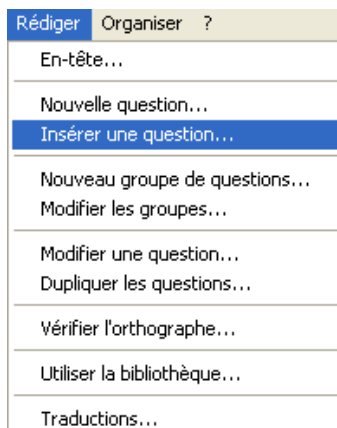 Rédiger Organiser ?
En-tête...
Nouvelle question...
Insérer une question...
Nouveau groupe de questions...
Modifier les groupes...
Modifier une question...
Dupliquer les questions...
Vérifier l'orthographe...
Utiliser la bibliothèque...
Traductions...